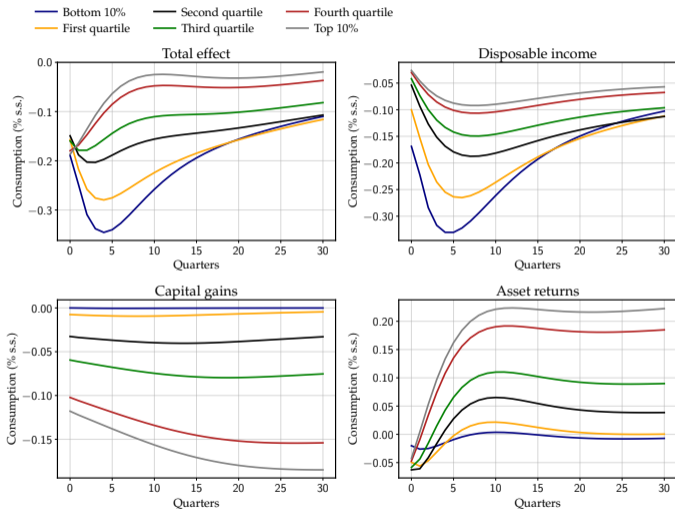 Bottom 10% Second quartile Fourth quartile
First quartile Third quartile Top 10%
Total effect
Consumption (% s.s.)
0.0
−0.1
−0.2
−0.3
0 5 10 15 20 25 30
Quarters
Disposable income
Consumption (% s.s.)
−0.05
−0.10
−0.15
−0.20
−0.25
−0.30
0 5 10 15 20 25 30
Quarters
Capital gains
Consumption (% s.s.)
0.00
−0.05
−0.10
−0.15
0 5 10 15 20 25 30
Quarters
Asset returns
Consumption (% s.s.)
0.20
0.15
0.10
0.05
0.00
−0.05
0 5 10 15 20 25 30
Quarters